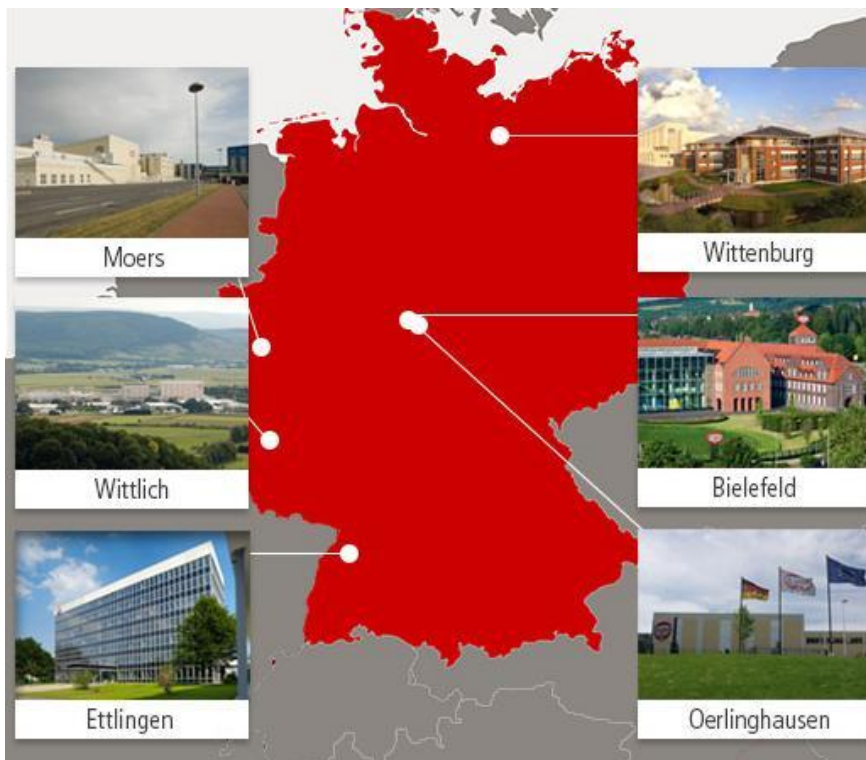 Moers
Wittenburg
Wittlich
Bielefeld
Ettlingen
Oerlinghausen